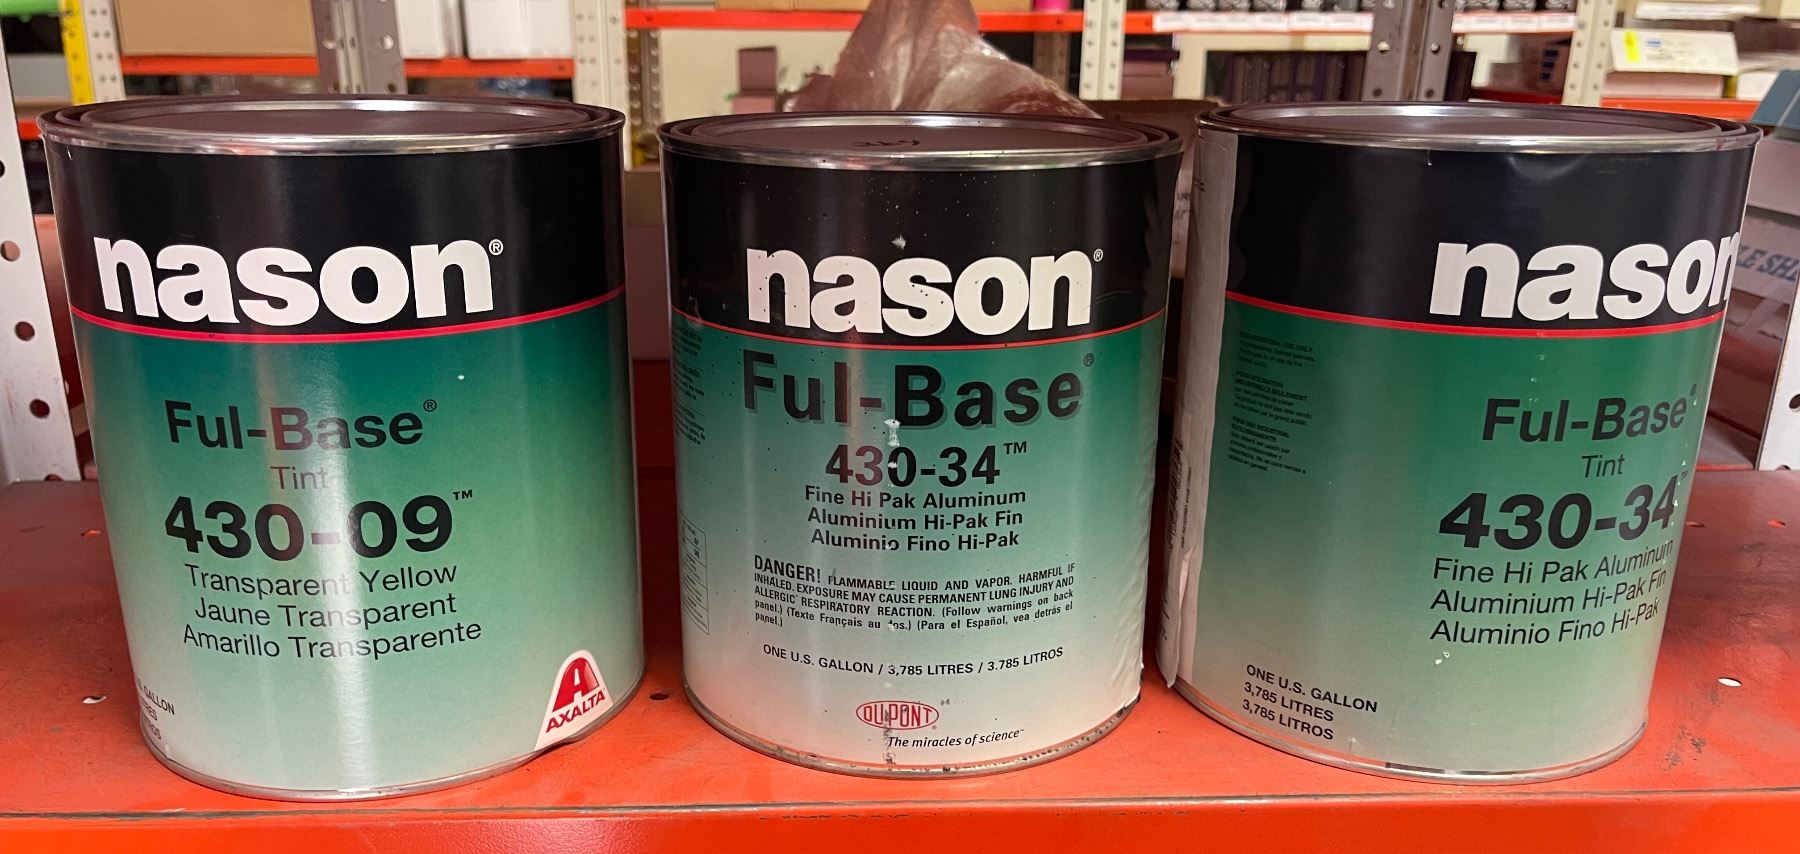 nason®
Ful-Base®
Tint
430-09™
Transparent Yellow
Jaune Transparent
Amarillo Transparente
GALLON
AXALTA
nason®
Ful-Base®
430-34™
Fine Hi Pak Aluminum
Aluminium Hi-Pak Fin
Aluminio Fino Hi-Pak
DANGER! FLAMMABLE LIQUID AND VAPOR. HARMFUL IF
INHALED. EXPOSURE MAY CAUSE PERMANENT LUNG INJURY AND
ALLERGIC RESPIRATORY REACTION. (Follow warnings on back
panel.) (Texte Français au dos.) (Para el Español, vea detrás el
panel.)
ONE U.S. GALLON / 3,785 LITRES / 3.785 LITROS
DUPONT®
The miracles of science™
nason
Ful-Base®
Tint
430-34™
Fine Hi Pak Aluminum
Aluminium Hi-Pak Fin
Aluminio Fino Hi-Pak
ONE U.S. GALLON
3,785 LITRES
3,785 LITROS